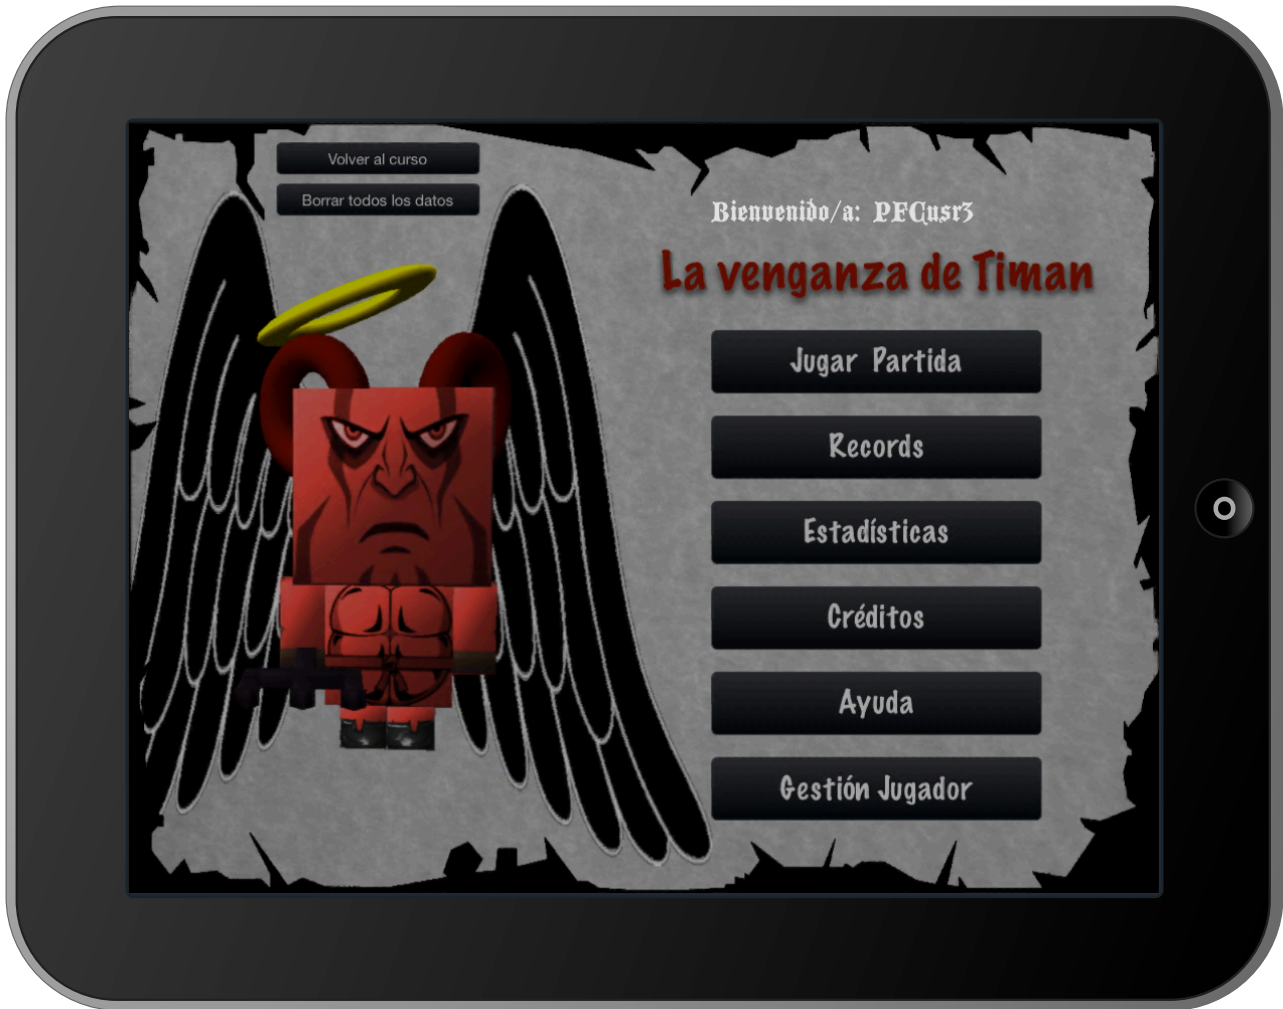 Volver al curso
Borrar todos los datos
Bienvenido/a: PFCusr3
La venganza de Timan
Jugar Partida
Records
Estadísticas
Créditos
Ayuda
Gestión Jugador